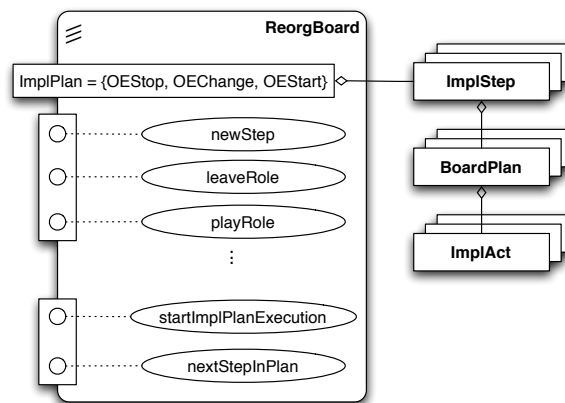 ReorgBoard
ImplPlan = {OEStop, OEChange, OEStart}
ImplStep
newStep
leaveRole
BoardPlan
playRole
ImplAct
⋮
startImplPlanExecution
nextStepInPlan